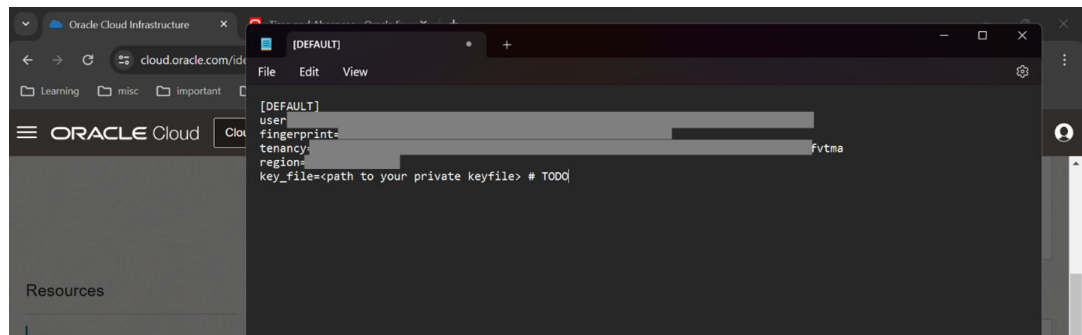 Oracle Cloud Infrastructure
[DEFAULT]
cloud.oracle.com/ide
File Edit View
Learning misc important
[DEFAULT]
user
fingerprint=
tenancy= fvtma
region=
key_file=<path to your private keyfile> # TODO
ORACLE Cloud Clou
Resources